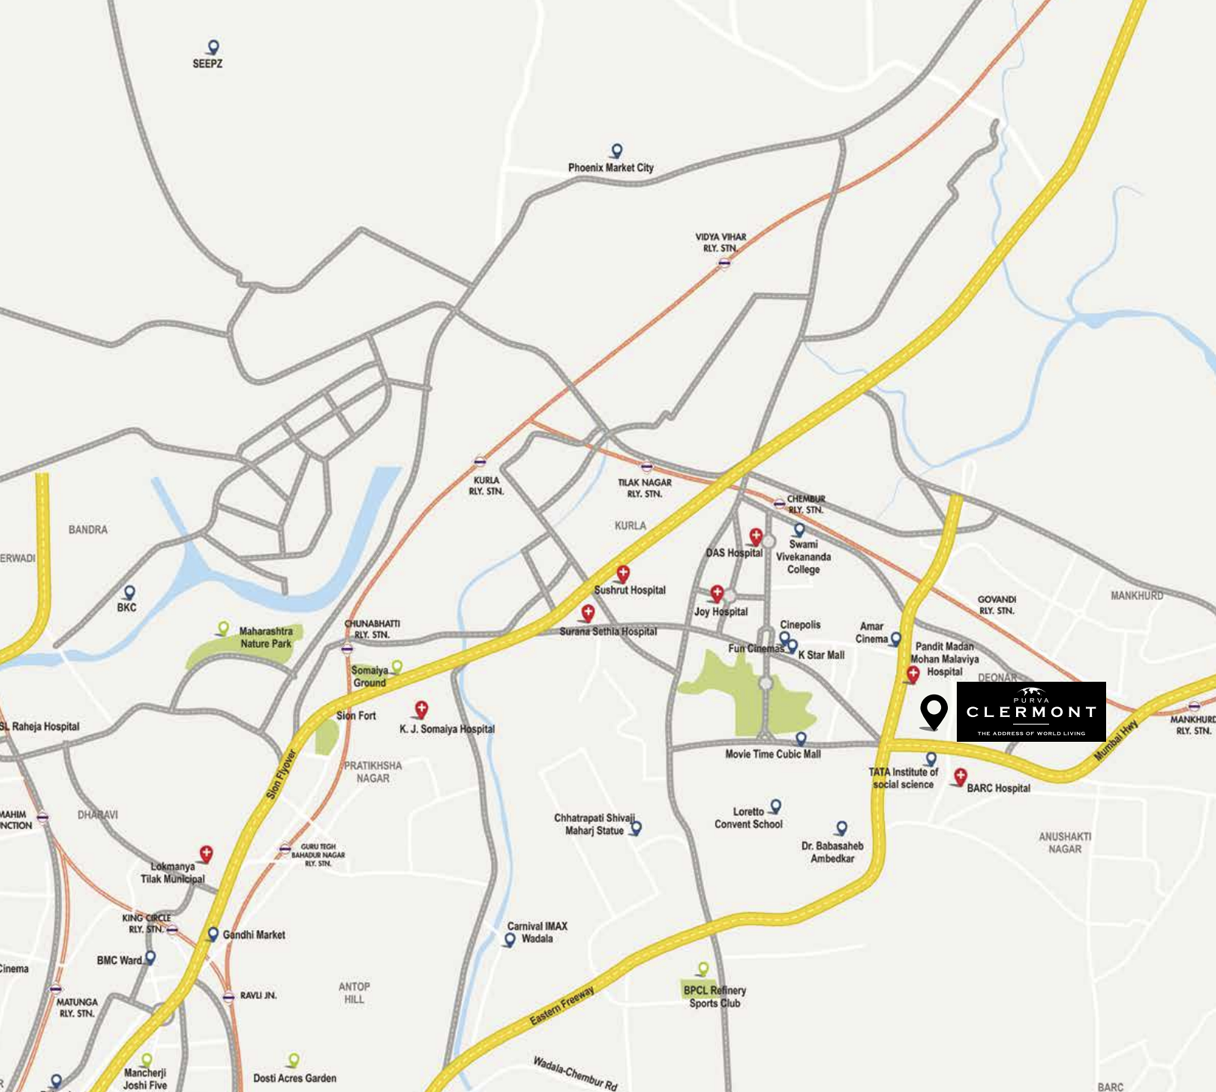 SEEPZ
Phoenix Market City
VIDYA VIHAR
RLY. STN.
KURLA
RLY. STN.
TILAK NAGAR
RLY. STN.
CHEMBUR
RLY. STN.
BANDRA
KURLA
ERWADI
DAS Hospital
Swami
Vivekananda
College
Sushrut Hospital
BKC
Joy Hospital
GOVANDI
RLY. STN.
MANKHURD
Maharashtra
Nature Park
CHUNABHATTI
RLY. STN.
Surana Sethia Hospital
Cinepolis
Fun Cinemas
K Star Mall
Amar
Cinema
Pandit Madan
Mohan Malaviya
Hospital
DEONAR
Somaiya
Ground
Sion Fort
K. J. Somaiya Hospital
SL Raheja Hospital
PURVA
CLERMONT
THE ADDRESS OF WORLD LIVING
MANKHURD
RLY. STN.
Mumbai Hwy
Movie Time Cubic Mall
TATA Institute of
social science
BARC Hospital
Sion Flyover
PRATIKHSHA
NAGAR
MAHIM
UNCTION
DHARAVI
Chhatrapati Shivaji
Maharj Statue
Loretto
Convent School
Dr. Babasaheb
Ambedkar
ANUSHAKTI
NAGAR
GURU TEGH
BAHADUR NAGAR
RLY. STN.
Lokmanya
Tilak Municipal
KING CIRCLE
RLY. STN.
Gandhi Market
Carnival IMAX
Wadala
BMC Ward
Cinema
MATUNGA
RLY. STN.
RAVLI JN.
ANTOP
HILL
BPCL Refinery
Sports Club
Eastern Freeway
Mancherji
Joshi Five
Dosti Acres Garden
Wadala-Chembur Rd
BARC